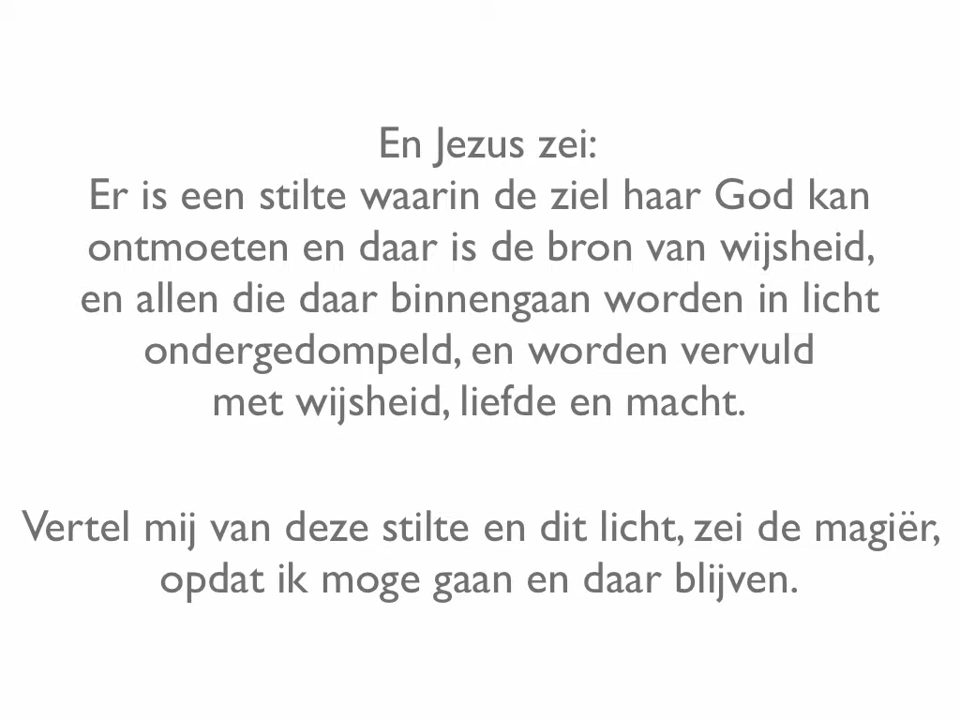 En Jezus zei:
Er is een stilte waarin de ziel haar God kan
ontmoeten en daar is de bron van wijsheid,
en allen die daar binnengaan worden in licht
ondergedompeld, en worden vervuld
met wijsheid, liefde en macht.
Vertel mij van deze stilte en dit licht, zei de magiër,
opdat ik moge gaan en daar blijven.